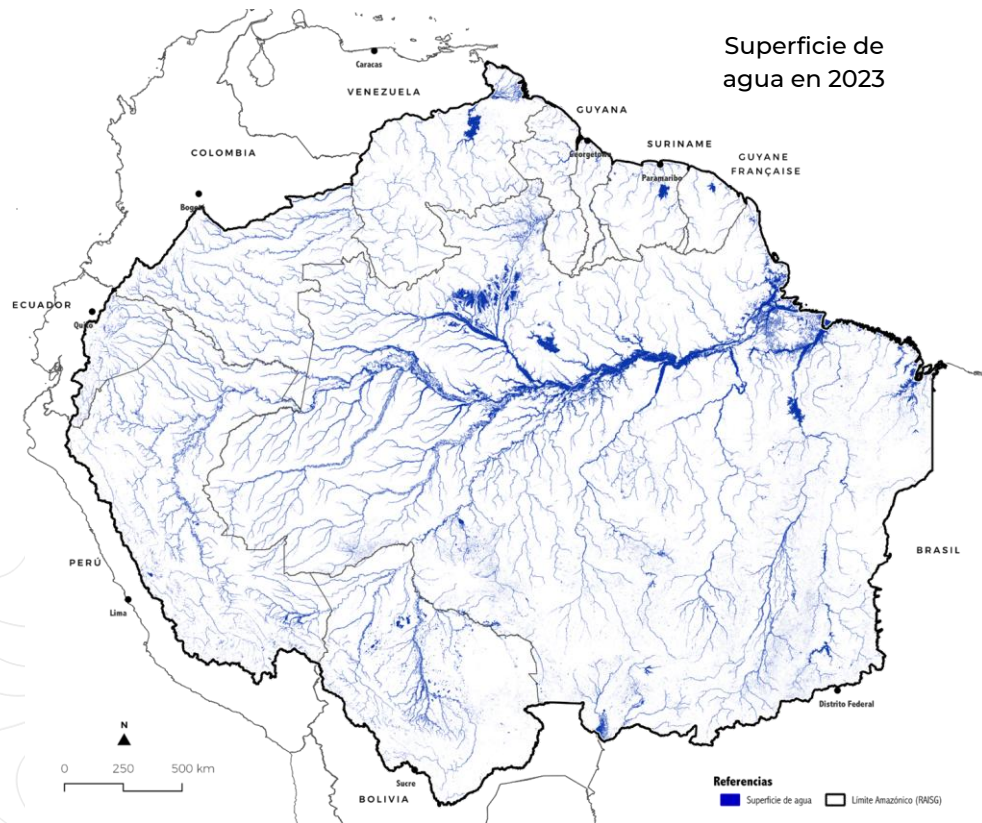 Superficie de
agua en 2023
Caracas
VENEZUELA
GUYANA
COLOMBIA
Georgetown
SURINAME
GUYANE
FRANÇAISE
Paramaribo
Bogotá
ECUADOR
Quito
PERÚ
BRASIL
Lima
Distrito Federal
N
0 250 500 km
Sucre
BOLIVIA
Referencias
Superficie de agua
Límite Amazónico (RAISG)